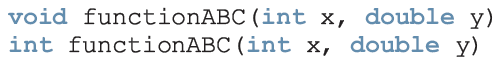 void functionABC(int x, double y)
int functionABC(int x, double y)